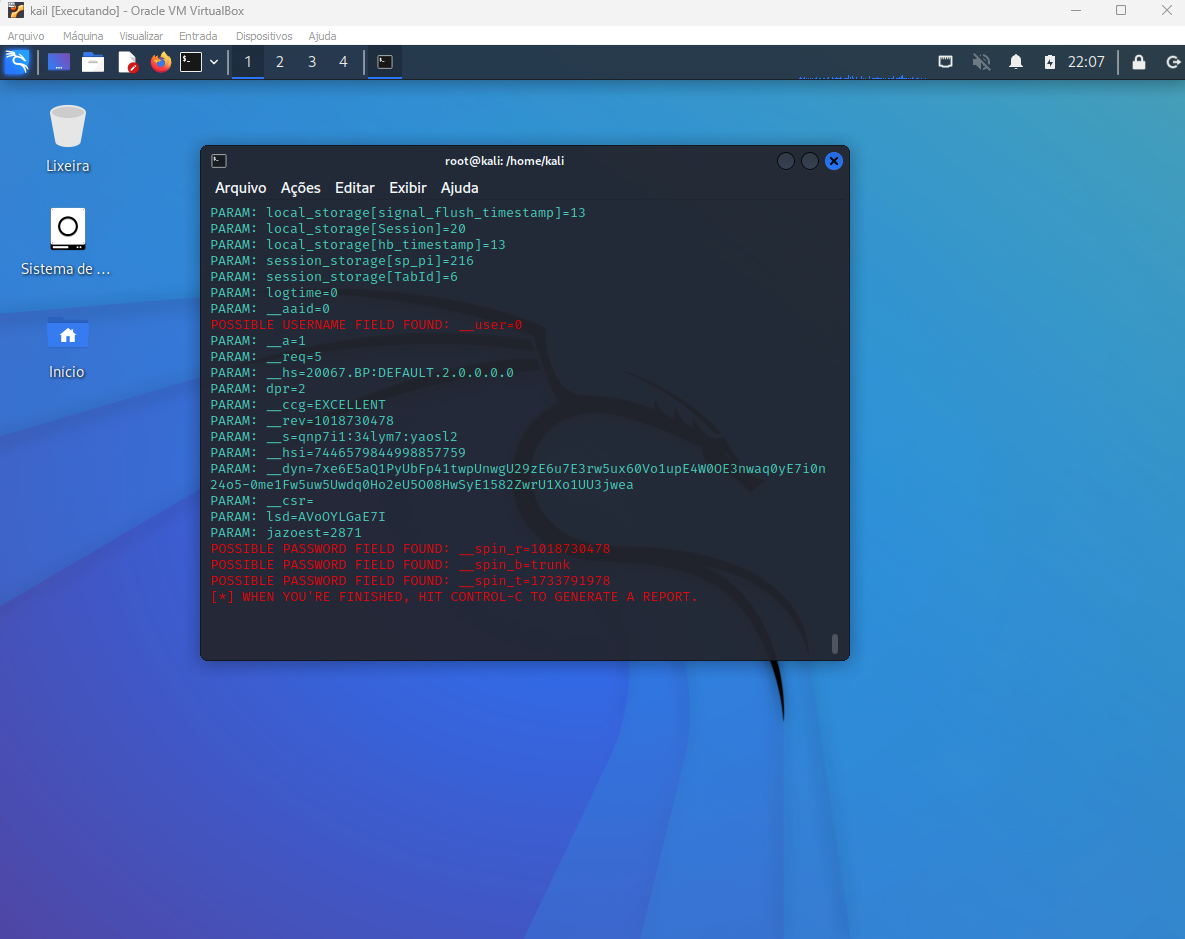 kail [Executando] - Oracle VM VirtualBox
Arquivo Máquina Visualizar Entrada Dispositivos Ajuda
1 2 3 4 22:07
Lixeira
Sistema de ...
Início
root@kali: /home/kali
Arquivo Ações Editar Exibir Ajuda
PARAM: local_storage[signal_flush_timestamp]=13
PARAM: local_storage[Session]=20
PARAM: local_storage[hb_timestamp]=13
PARAM: session_storage[sp_pi]=216
PARAM: session_storage[TabId]=6
PARAM: logtime=0
PARAM: __aaid=0
POSSIBLE USERNAME FIELD FOUND: __user=0
PARAM: __a=1
PARAM: __req=5
PARAM: __hs=20067.BP:DEFAULT.2.0.0.0.0
PARAM: dpr=2
PARAM: __ccg=EXCELLENT
PARAM: __rev=1018730478
PARAM: __s=qnp7i1:34lym7:yaosl2
PARAM: __hsi=7446579844998857759
PARAM: __dyn=7xe6E5aQ1PyUbFp41twpUnwgU29zE6u7E3rw5ux60Vo1upE4W0OE3nwaq0yE7i0n
24o5-0me1Fw5uw5Uwdq0Ho2eU5O08HwSyE1582ZwrU1Xo1UU3jwea
PARAM: __csr=
PARAM: lsd=AVoOYLGaE7I
PARAM: jazoest=2871
POSSIBLE PASSWORD FIELD FOUND: __spin_r=1018730478
POSSIBLE PASSWORD FIELD FOUND: __spin_b=trunk
POSSIBLE PASSWORD FIELD FOUND: __spin_t=1733791978
[*] WHEN YOU'RE FINISHED, HIT CONTROL-C TO GENERATE A REPORT.